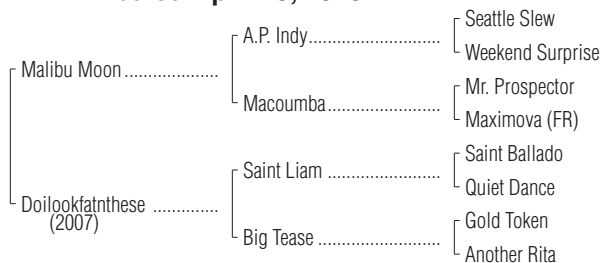 Seattle Slew
A.P. Indy
Weekend Surprise
Malibu Moon
Mr. Prospector
Macoumba
Maximova (FR)
Saint Ballado
Saint Liam
Quiet Dance
Doilookfatnthese
(2007)
Gold Token
Big Tease
Another Rita